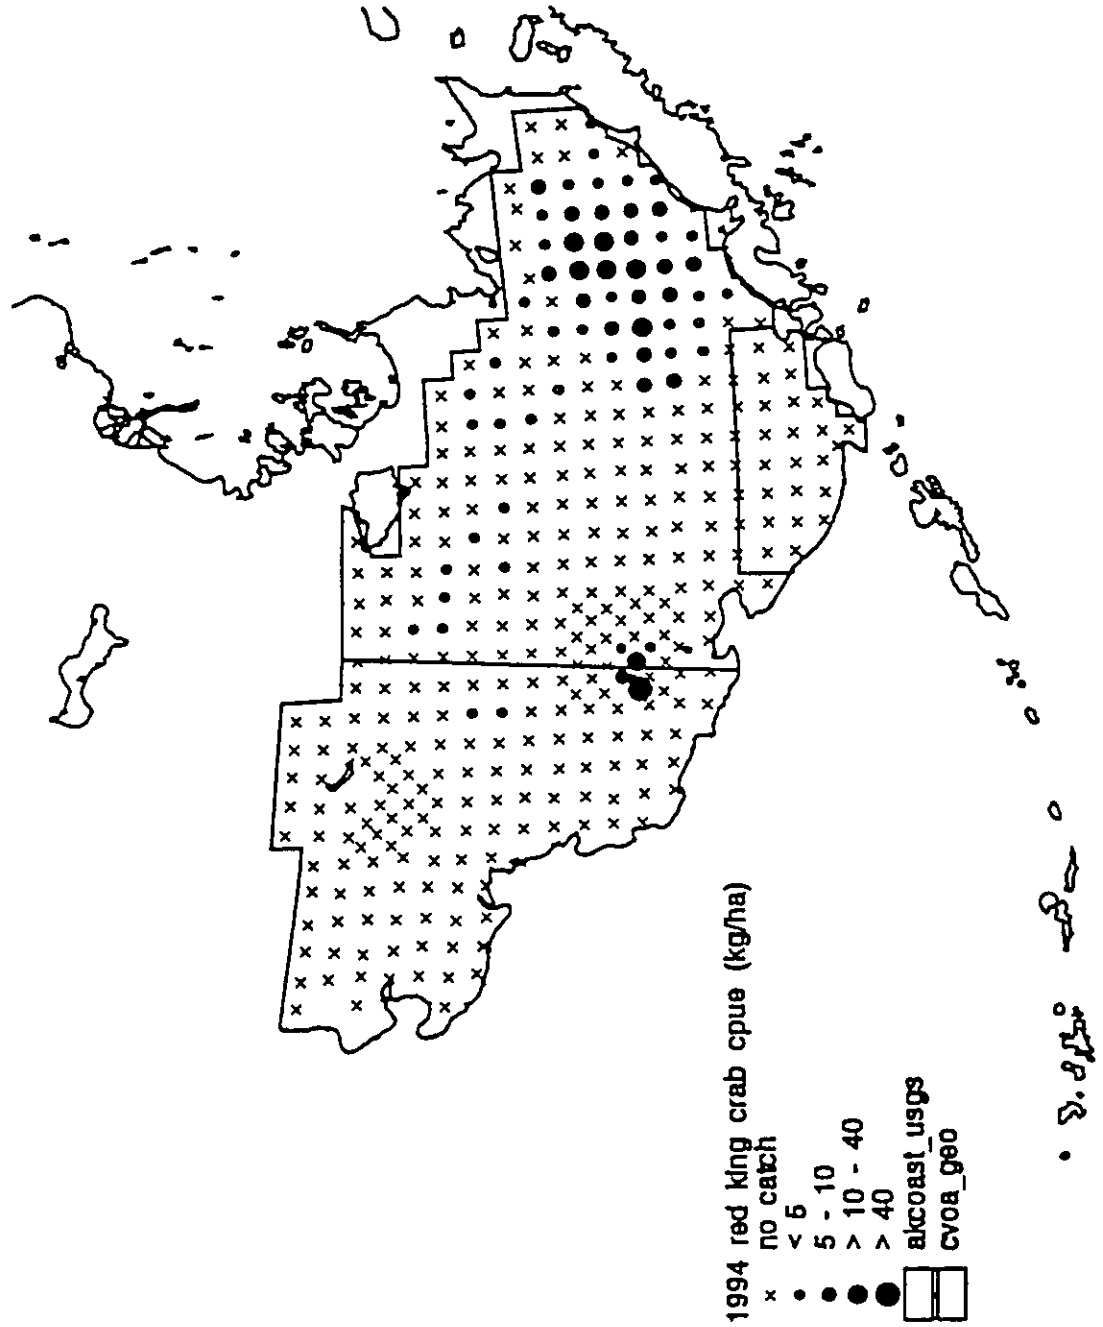 1994 red king crab cpue (kg/ha)
no catch
< 5
5 - 10
> 10 - 40
> 40
akcoast_usgs
cvoa_geo